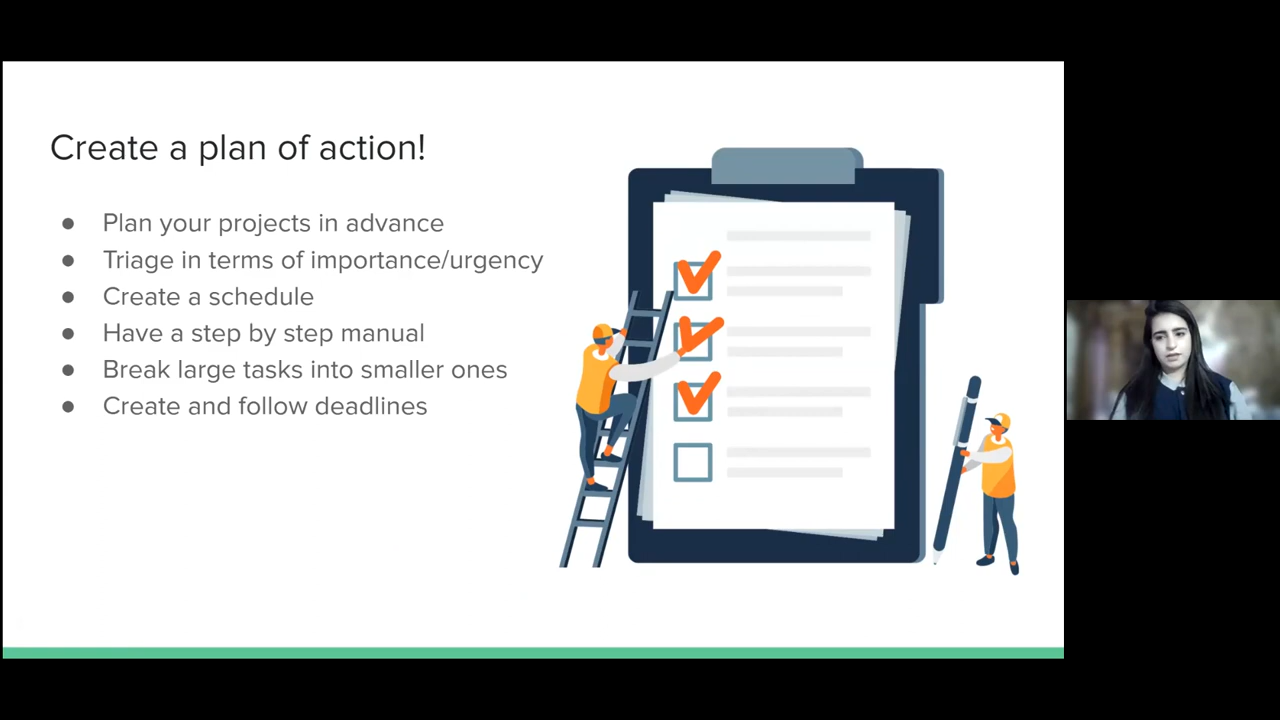 Create a plan of action!
● Plan your projects in advance
● Triage in terms of importance/urgency
● Create a schedule
● Have a step by step manual
● Break large tasks into smaller ones
● Create and follow deadlines